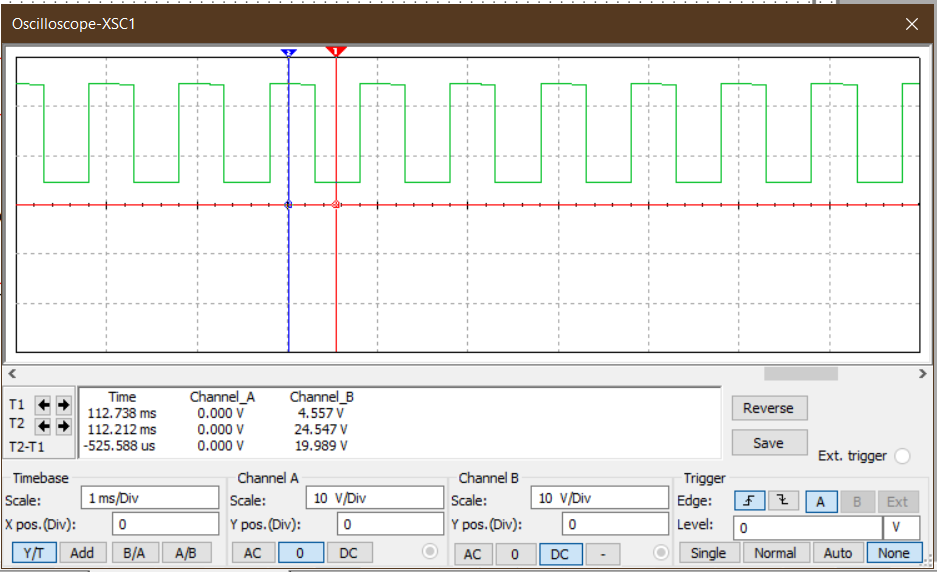 Oscilloscope-XSC1
2 1
T1
T2
T2-T1
Time Channel_A Channel_B
112.738 ms 0.000 V 4.557 V
112.212 ms 0.000 V 24.547 V
-525.588 us 0.000 V 19.989 V
Reverse
Save
Ext. trigger
Timebase
Scale: 1 ms/Div
X pos.(Div): 0
Y/T Add B/A A/B
Channel A
Scale: 10 V/Div
Y pos.(Div): 0
AC 0 DC
Channel B
Scale: 10 V/Div
Y pos.(Div): 0
AC 0 DC -
Trigger
Edge: A B Ext
Level: 0 V
Single Normal Auto None